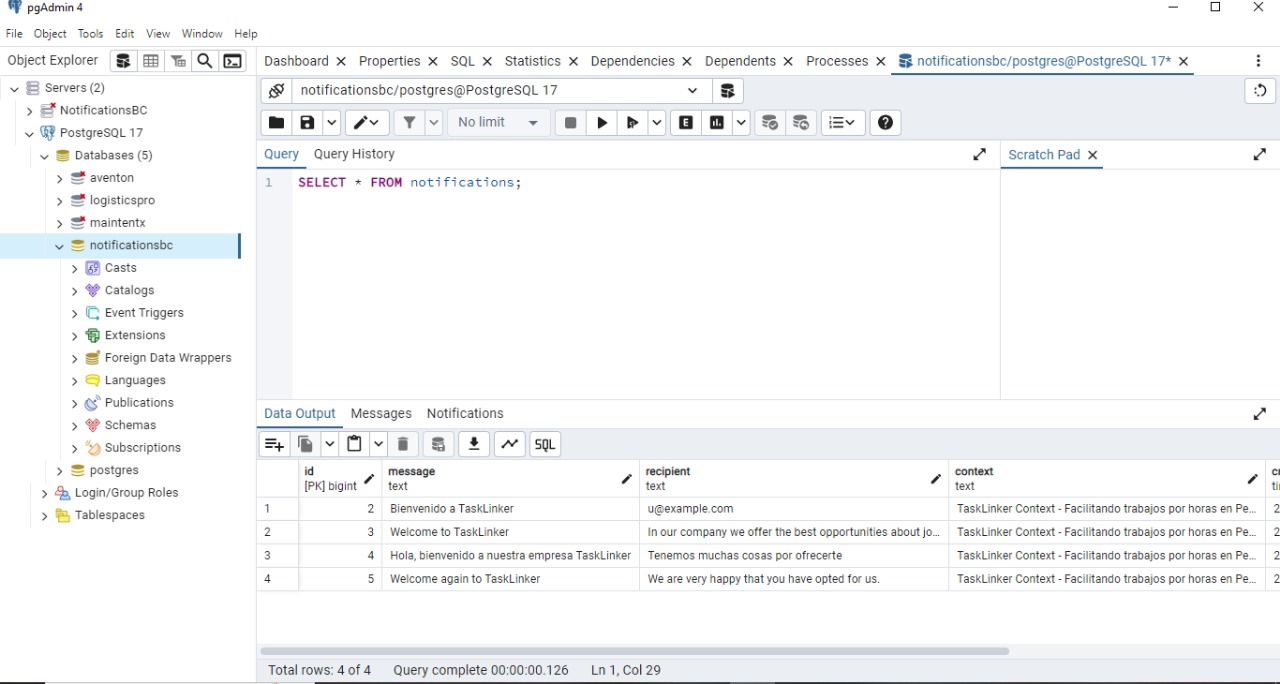 pgAdmin 4
File Object Tools Edit View Window Help
Object Explorer
Dashboard Properties SQL Statistics Dependencies Dependents Processes notificationsbc/postgres@PostgreSQL 17*
Servers (2)
NotificationsBC
PostgreSQL 17
Databases (5)
aventon
logisticspro
maintentx
notificationsbc
Casts
Catalogs
Event Triggers
Extensions
Foreign Data Wrappers
Languages
Publications
Schemas
Subscriptions
postgres
Login/Group Roles
Tablespaces
notificationsbc/postgres@PostgreSQL 17
No limit
E
Query Query History
Scratch Pad
1 SELECT * FROM notifications;
Data Output Messages Notifications
SQL
id message recipient context
[PK] bigint text text text
1 2 Bienvenido a TaskLinker u@example.com TaskLinker Context - Facilitando trabajos por horas en Pe... 2
2 3 Welcome to TaskLinker In our company we offer the best opportunities about jo... TaskLinker Context - Facilitando trabajos por horas en Pe... 2
3 4 Hola, bienvenido a nuestra empresa TaskLinker Tenemos muchas cosas por ofrecerte TaskLinker Context - Facilitando trabajos por horas en Pe... 2
4 5 Welcome again to TaskLinker We are very happy that you have opted for us. TaskLinker Context - Facilitando trabajos por horas en Pe... 2
Total rows: 4 of 4 Query complete 00:00:00.126 Ln 1, Col 29